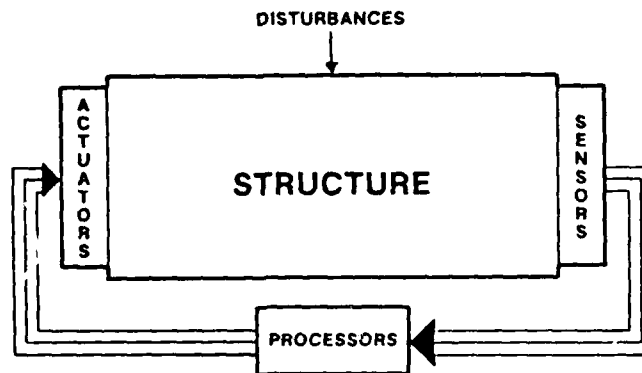 DISTURBANCES
ACTUATORS
STRUCTURE
SENSORS
PROCESSORS